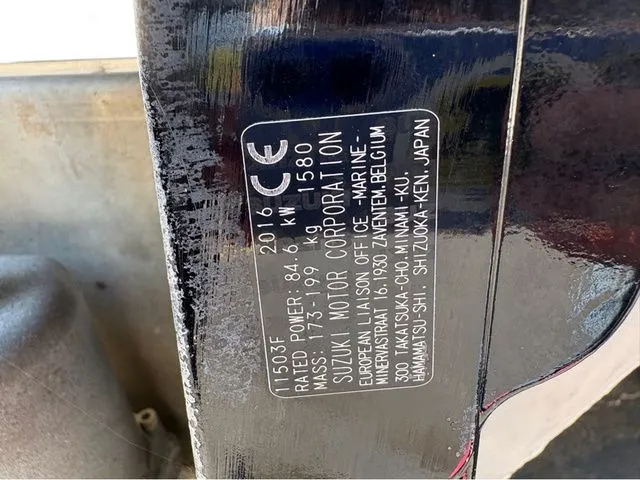 11503F 2016 CE
RATED POWER: 84.6 kW 1580
MASS: 173-199 kg
SUZUKI MOTOR CORPORATION
EUROPEAN LIAISON OFFICE -MARINE-
MINERVASTRAAT 16,1930 ZAVENTEM,BELGIUM
300 TAKATSUKA-CHO,MINAMI-KU,
HAMAMATSU-SHI, SHIZUOKA-KEN, JAPAN